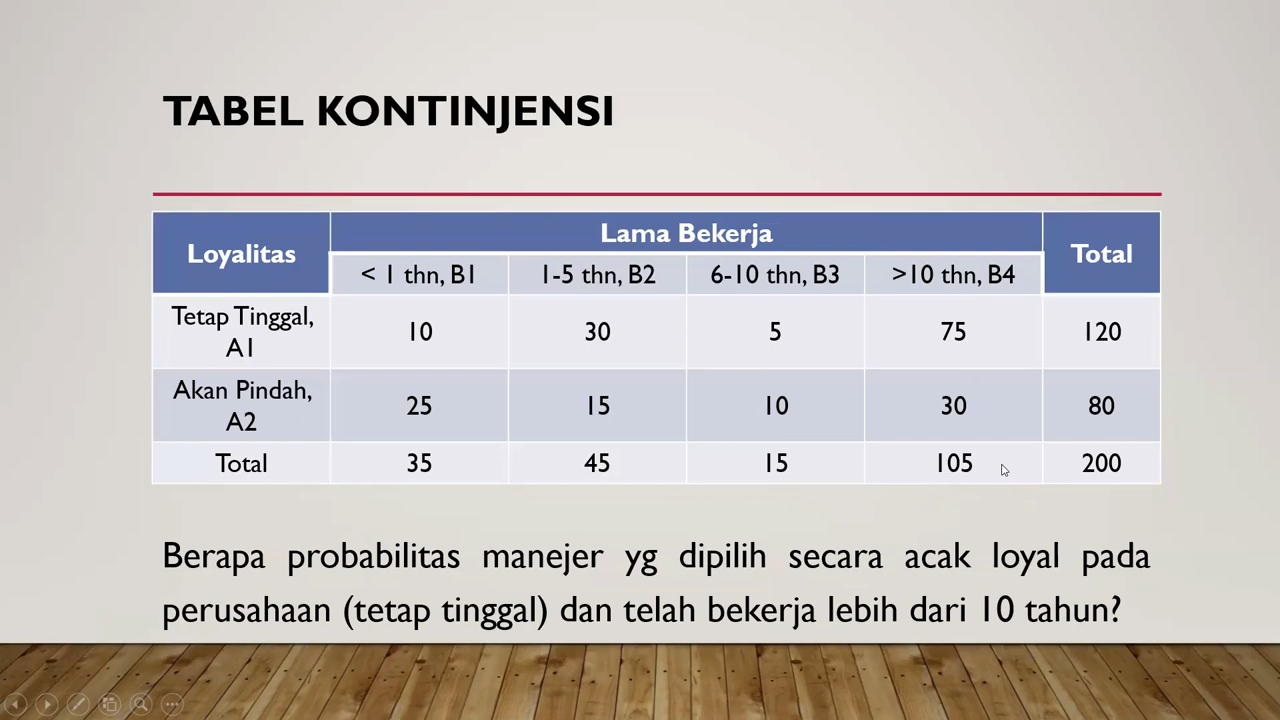 TABEL KONTINJENSI
Loyalitas
Lama Bekerja
Total
< 1 thn, B1
1-5 thn, B2
6-10 thn, B3
>10 thn, B4
Tetap Tinggal,
A1
10
30
5
75
120
Akan Pindah,
A2
25
15
10
30
80
Total
35
45
15
105
200
Berapa probabilitas manejer yg dipilih secara acak loyal pada
perusahaan (tetap tinggal) dan telah bekerja lebih dari 10 tahun?